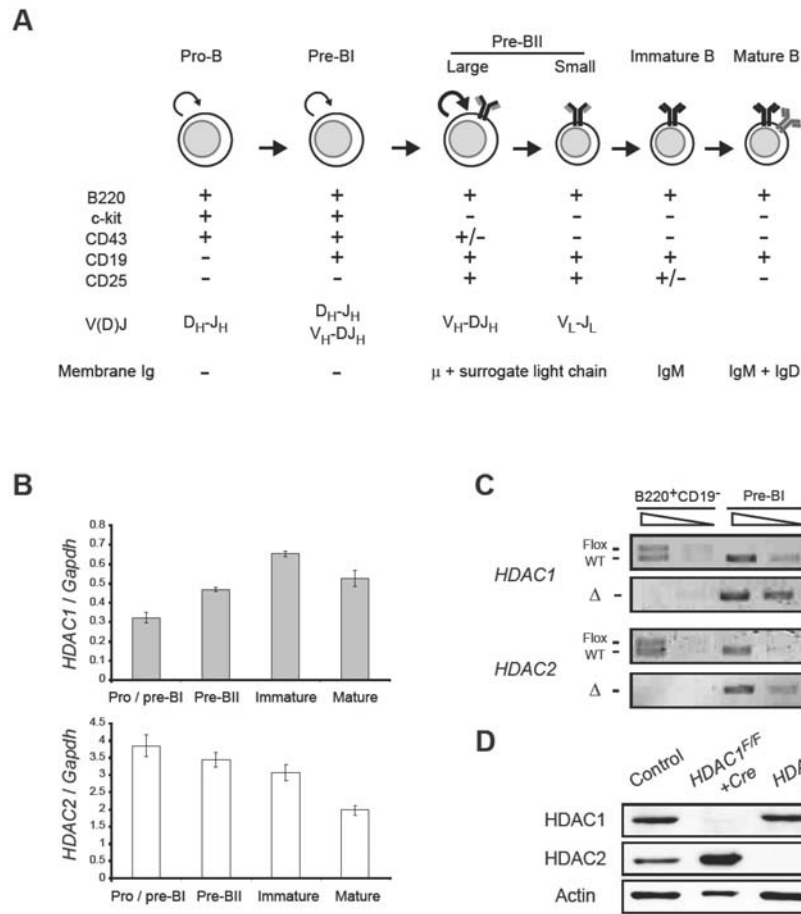 A
Pre-BII
Pro-B Pre-BI Large Small Immature B Mature B
B220 + + + + + +
c-kit + + - - - -
CD43 + + +/- - - -
CD19 - + + + + +
CD25 - - + + +/- -
V(D)J DH-JH DH-JH VH-DJH VH-DJH VL-JL
Membrane Ig - - μ + surrogate light chain IgM IgM + IgD
B
HDAC1 / Gapdh
0.8
0.7
0.6
0.5
0.4
0.3
0.2
0.1
0
Pro / pre-BI Pre-BII Immature Mature
HDAC2 / Gapdh
4.5
4
3.5
3
2.5
2
1.5
1
0.5
0
Pro / pre-BI Pre-BII Immature Mature
C
B220+CD19- Pre-BI
HDAC1
Flox
WT
Δ
HDAC2
Flox
WT
Δ
D
Control HDAC1F/F +Cre
HDAC1
HDAC2
Actin